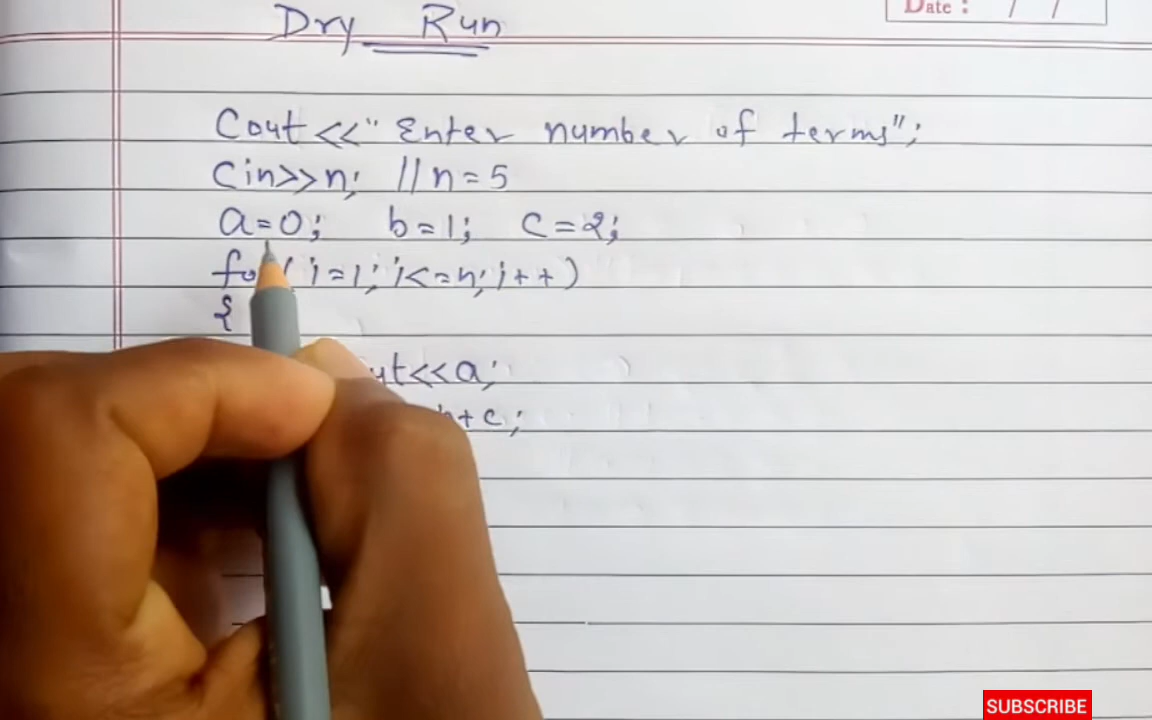 Date : / /
Dry Run
Cout<<"Enter number of terms";
Cin>>n; //n=5
a=0; b=1; c=2;
for( i=1; i<=n; i++)
{
<<a;
+c;
SUBSCRIBE